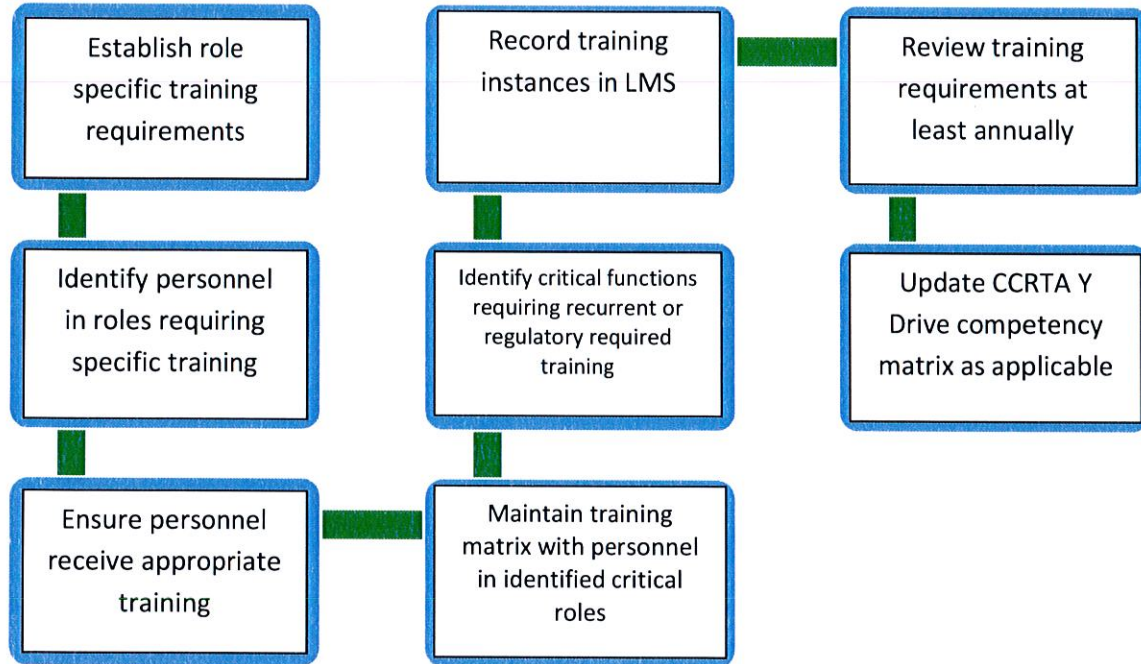 Establish role
specific training
requirements
Identify personnel
in roles requiring
specific training
Ensure personnel
receive appropriate
training
Maintain training
matrix with personnel
in identified critical
roles
Identify critical functions
requiring recurrent or
regulatory required
training
Record training
instances in LMS
Review training
requirements at
least annually
Update CCRTA Y
Drive competency
matrix as applicable